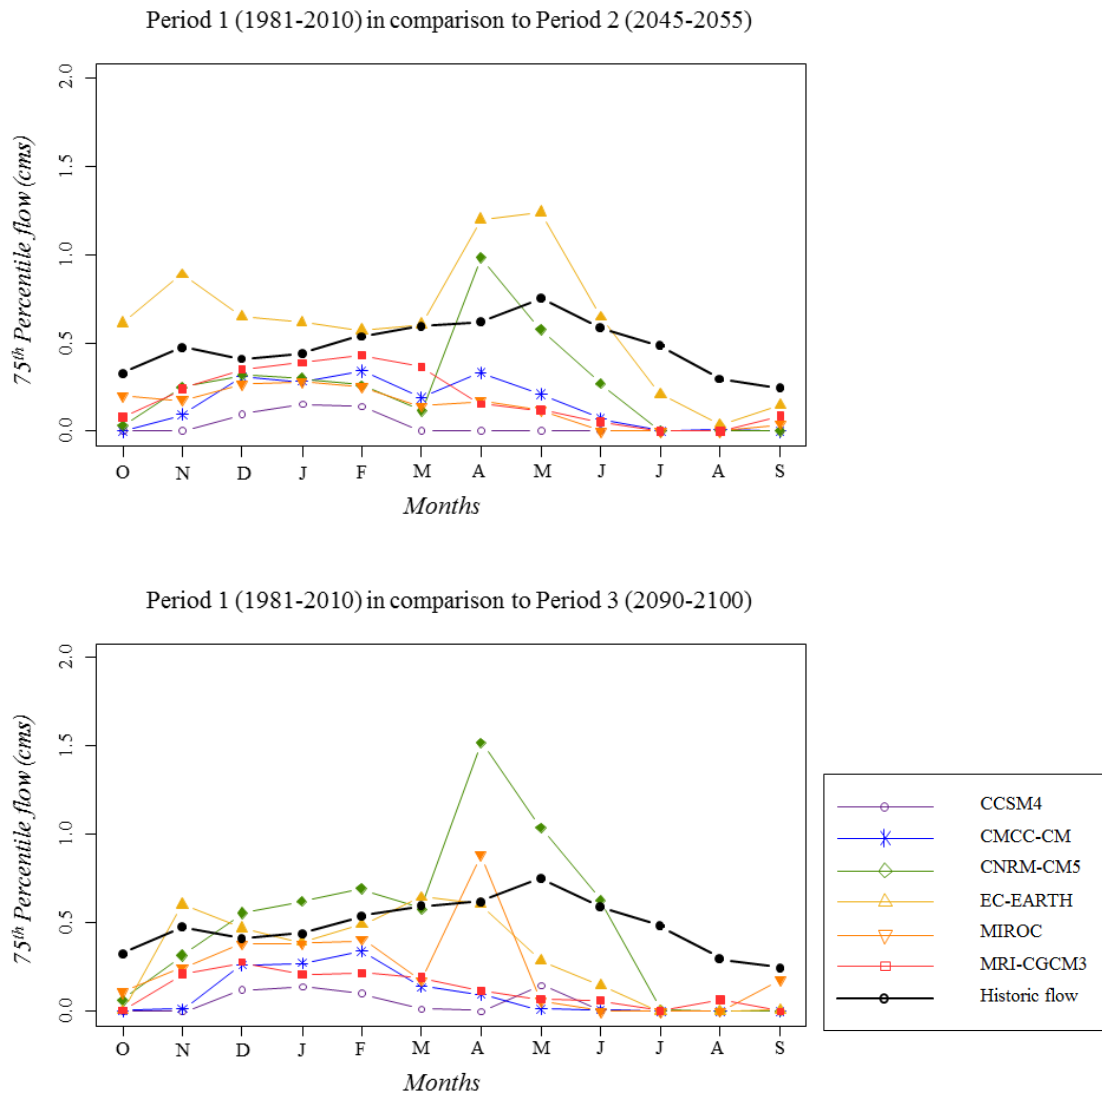 Period 1 (1981-2010) in comparison to Period 2 (2045-2055)
75th Percentile flow (cms)
2.0
1.5
1.0
0.5
0.0
O N D J F M A M J J A S
Months
Period 1 (1981-2010) in comparison to Period 3 (2090-2100)
75th Percentile flow (cms)
2.0
1.5
1.0
0.5
0.0
O N D J F M A M J J A S
Months
CCSM4
CMCC-CM
CNRM-CM5
EC-EARTH
MIROC
MRI-CGCM3
Historic flow